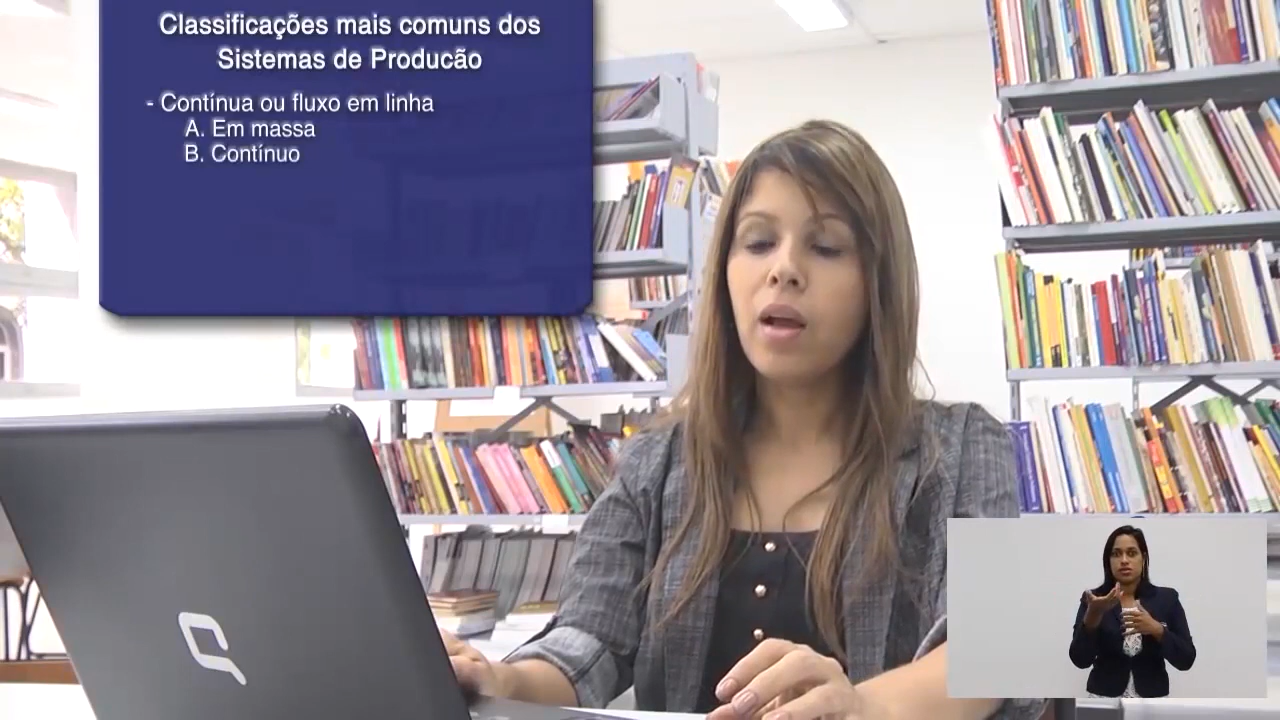 Classificações mais comuns dos
Sistemas de Producão
- Contínua ou fluxo em linha
A. Em massa
B. Contínuo